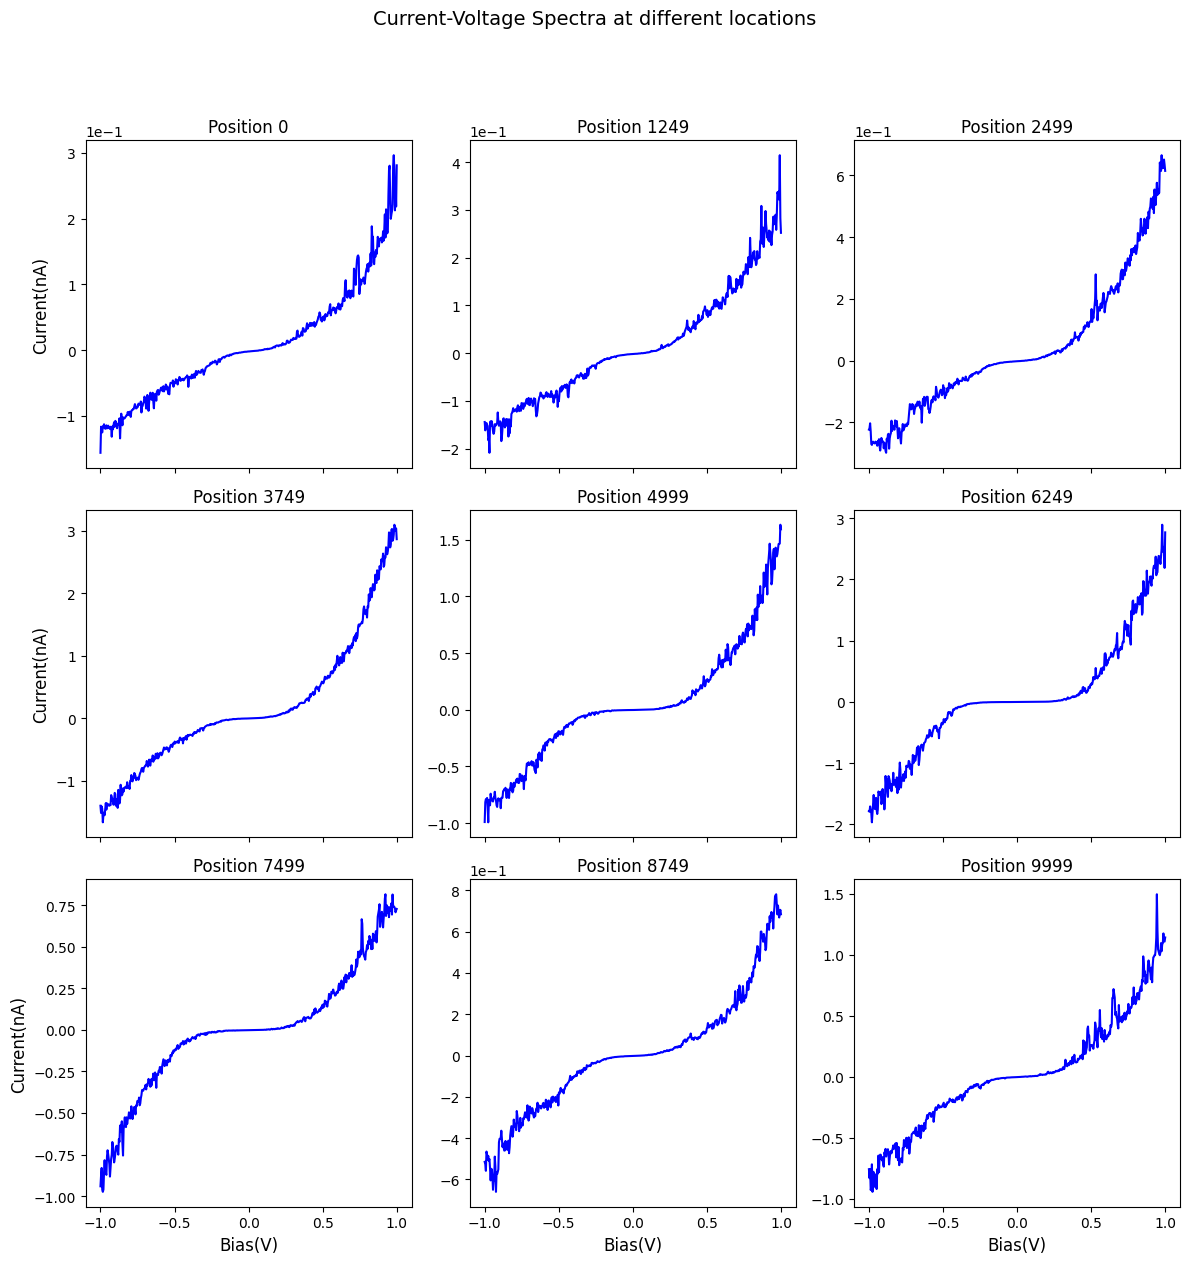 Current-Voltage Spectra at different locations
1e−1
Position 0
1e−1
Position 1249
1e−1
Position 2499
Current(nA)
3
2
1
0
−1
4
3
2
1
0
−1
−2
6
4
2
0
−2
Position 3749
Position 4999
Position 6249
Current(nA)
3
2
1
0
−1
1.5
1.0
0.5
0.0
−0.5
−1.0
3
2
1
0
−1
−2
Position 7499
1e−1
Position 8749
Position 9999
Current(nA)
0.75
0.50
0.25
0.00
−0.25
−0.50
−0.75
−1.00
8
6
4
2
0
−2
−4
−6
1.5
1.0
0.5
0.0
−0.5
−1.0
−1.0 −0.5 0.0 0.5 1.0
−1.0 −0.5 0.0 0.5 1.0
−1.0 −0.5 0.0 0.5 1.0
Bias(V)
Bias(V)
Bias(V)